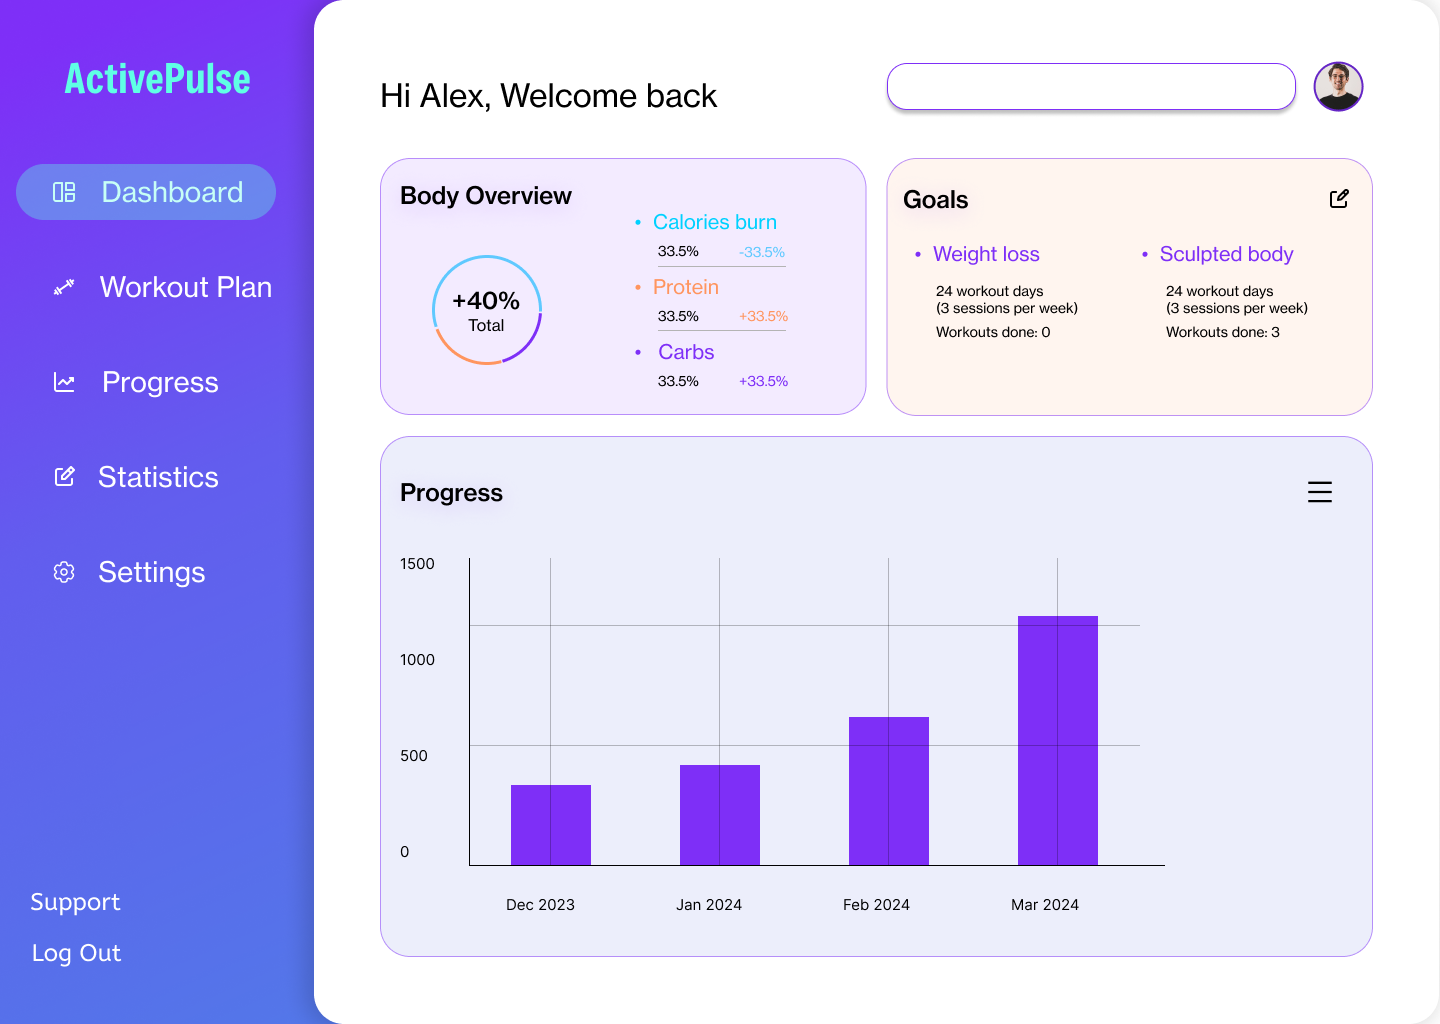 ActivePulse
Dashboard
Workout Plan
Progress
Statistics
Settings
Support
Log Out
Hi Alex, Welcome back
Body Overview
+40%
Total
• Calories burn
33.5% -33.5%
• Protein
33.5% +33.5%
• Carbs
33.5% +33.5%
Goals
• Weight loss
24 workout days
(3 sessions per week)
Workouts done: 0
• Sculpted body
24 workout days
(3 sessions per week)
Workouts done: 3
Progress
1500
1000
500
0
Dec 2023 Jan 2024 Feb 2024 Mar 2024